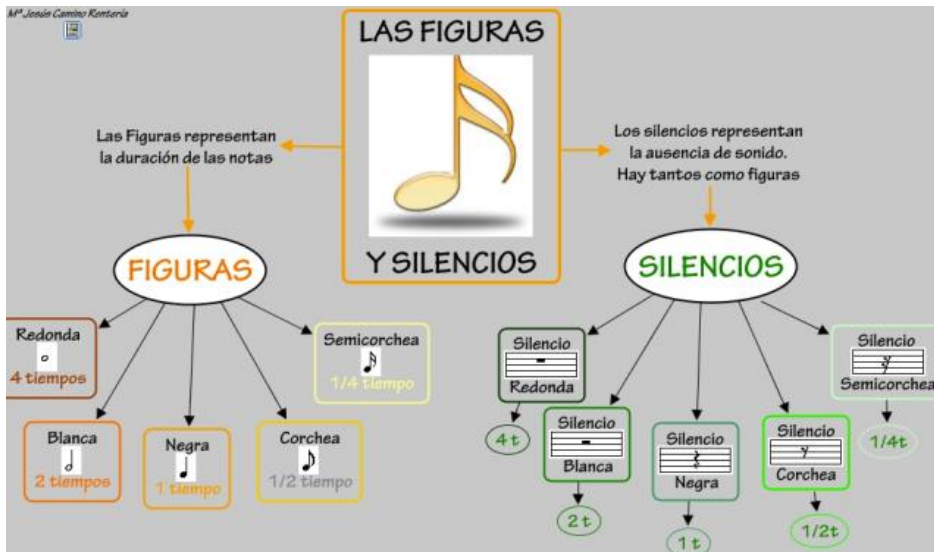 Mª Jesús Camino Rentería
LAS FIGURAS
Y SILENCIOS
Las Figuras representan
la duración de las notas
Los silencios representan
la ausencia de sonido.
Hay tantos como figuras
FIGURAS
SILENCIOS
Redonda
4 tiempos
Blanca
2 tiempos
Negra
1 tiempo
Corchea
1/2 tiempo
Semicorchea
1/4 tiempo
Silencio
Redonda
4 t
Silencio
Blanca
2 t
Silencio
Negra
1 t
Silencio
Corchea
1/2t
Silencio
Semicorchea
1/4t